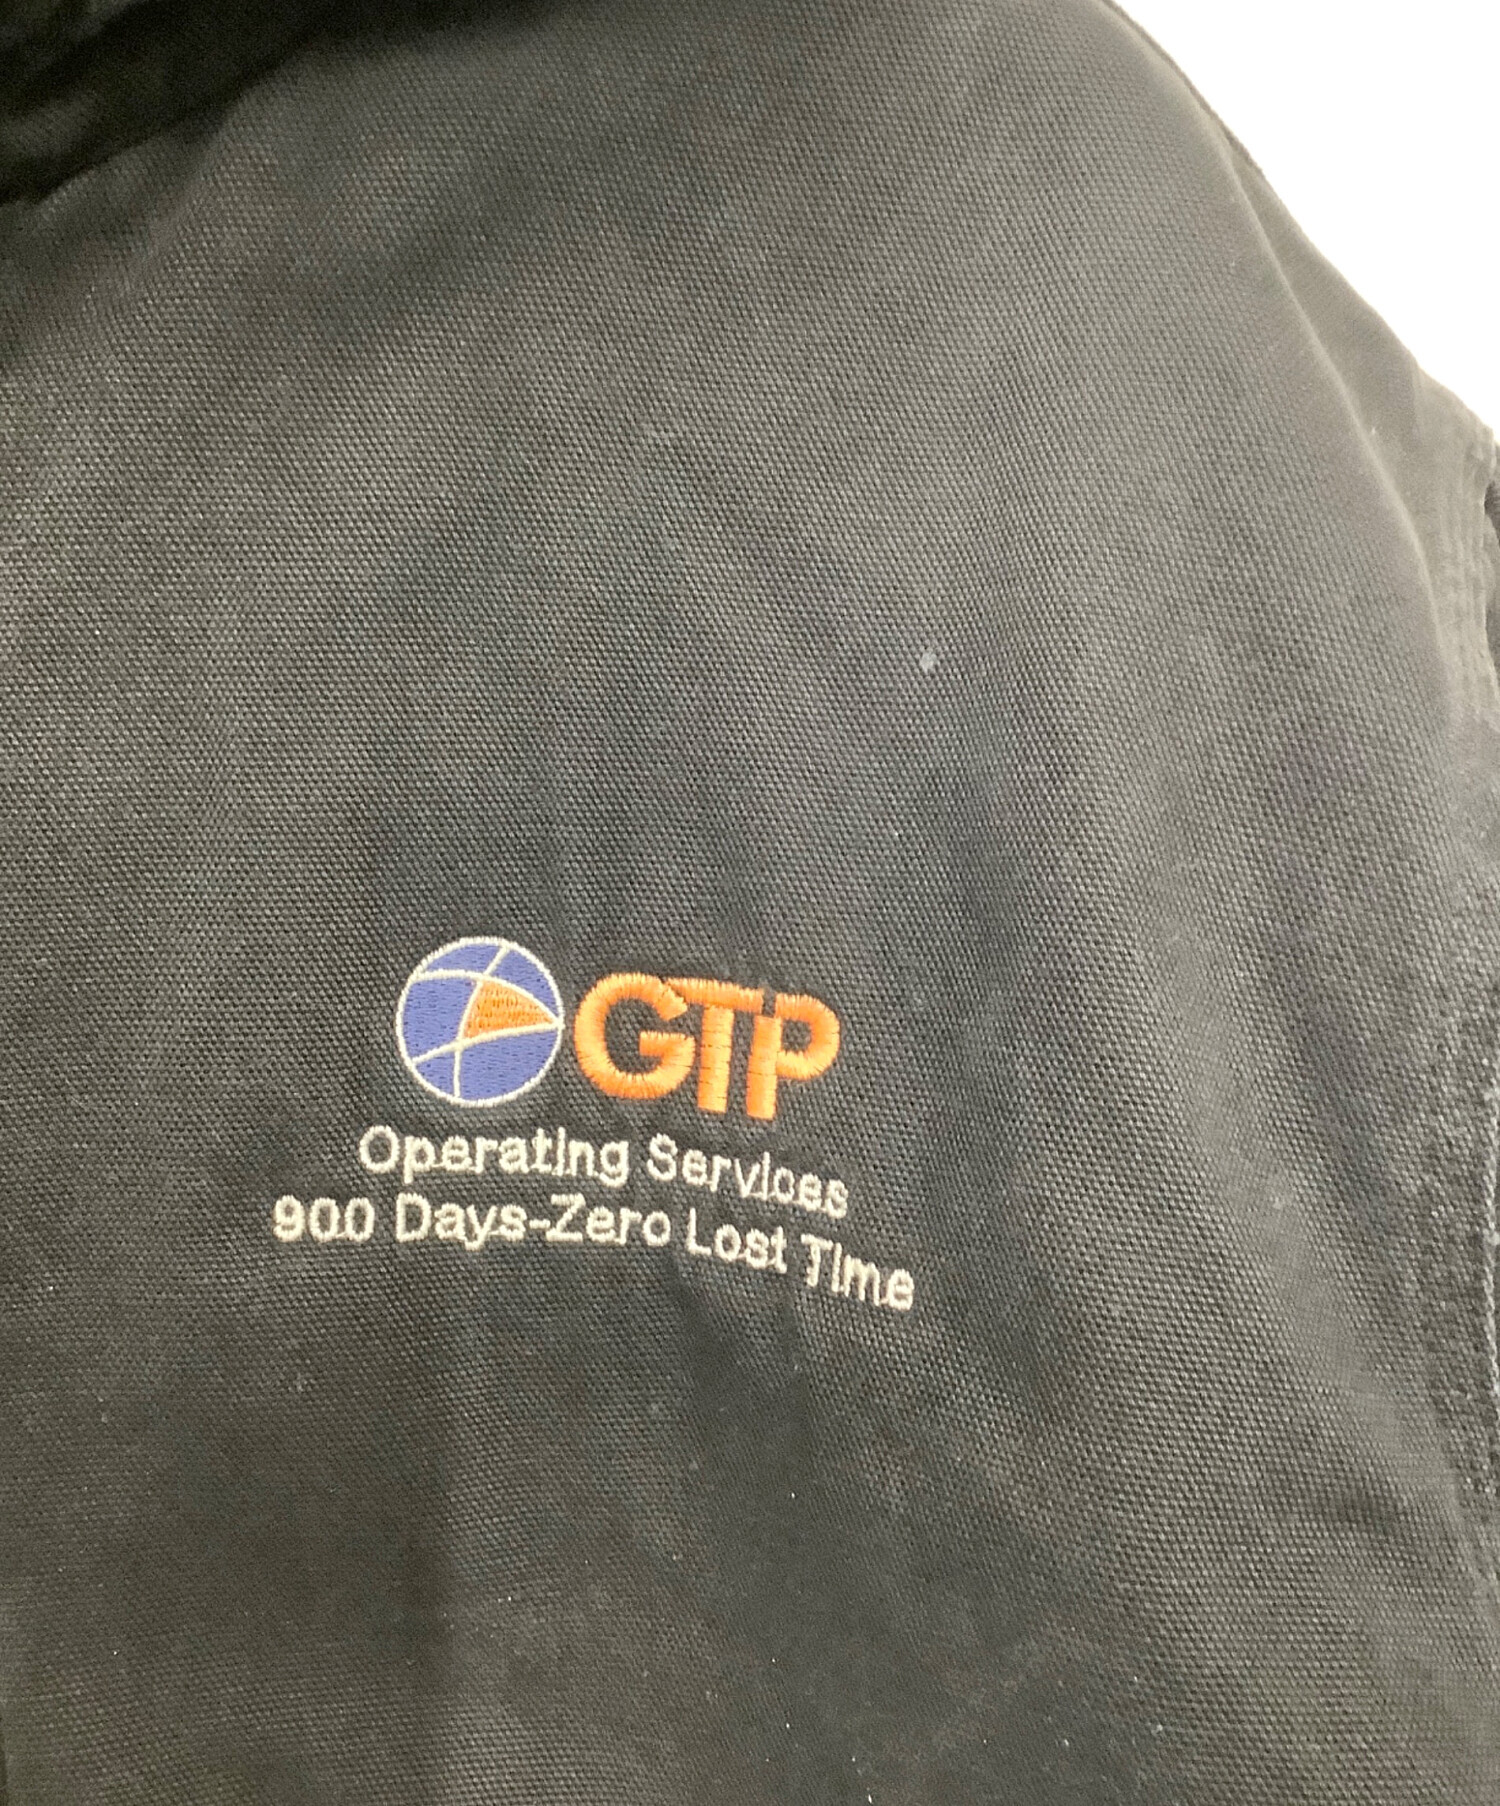 GTP
Operating Services
900 Days-Zero Lost Time